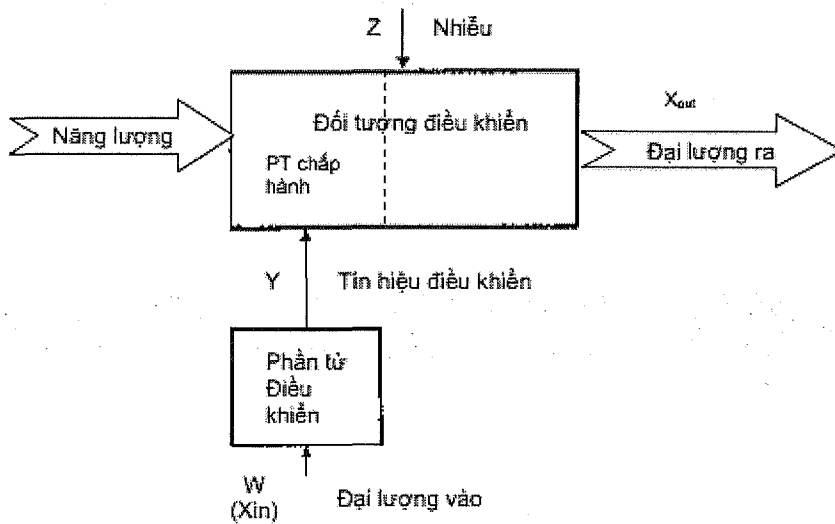 Z Nhiễu
Năng lượng
Đối tượng điều khiển
X_out
Đại lượng ra
PT chấp
hành
Y Tín hiệu điều khiển
Phần tử
Điều
khiển
W
(Xin)
Đại lượng vào